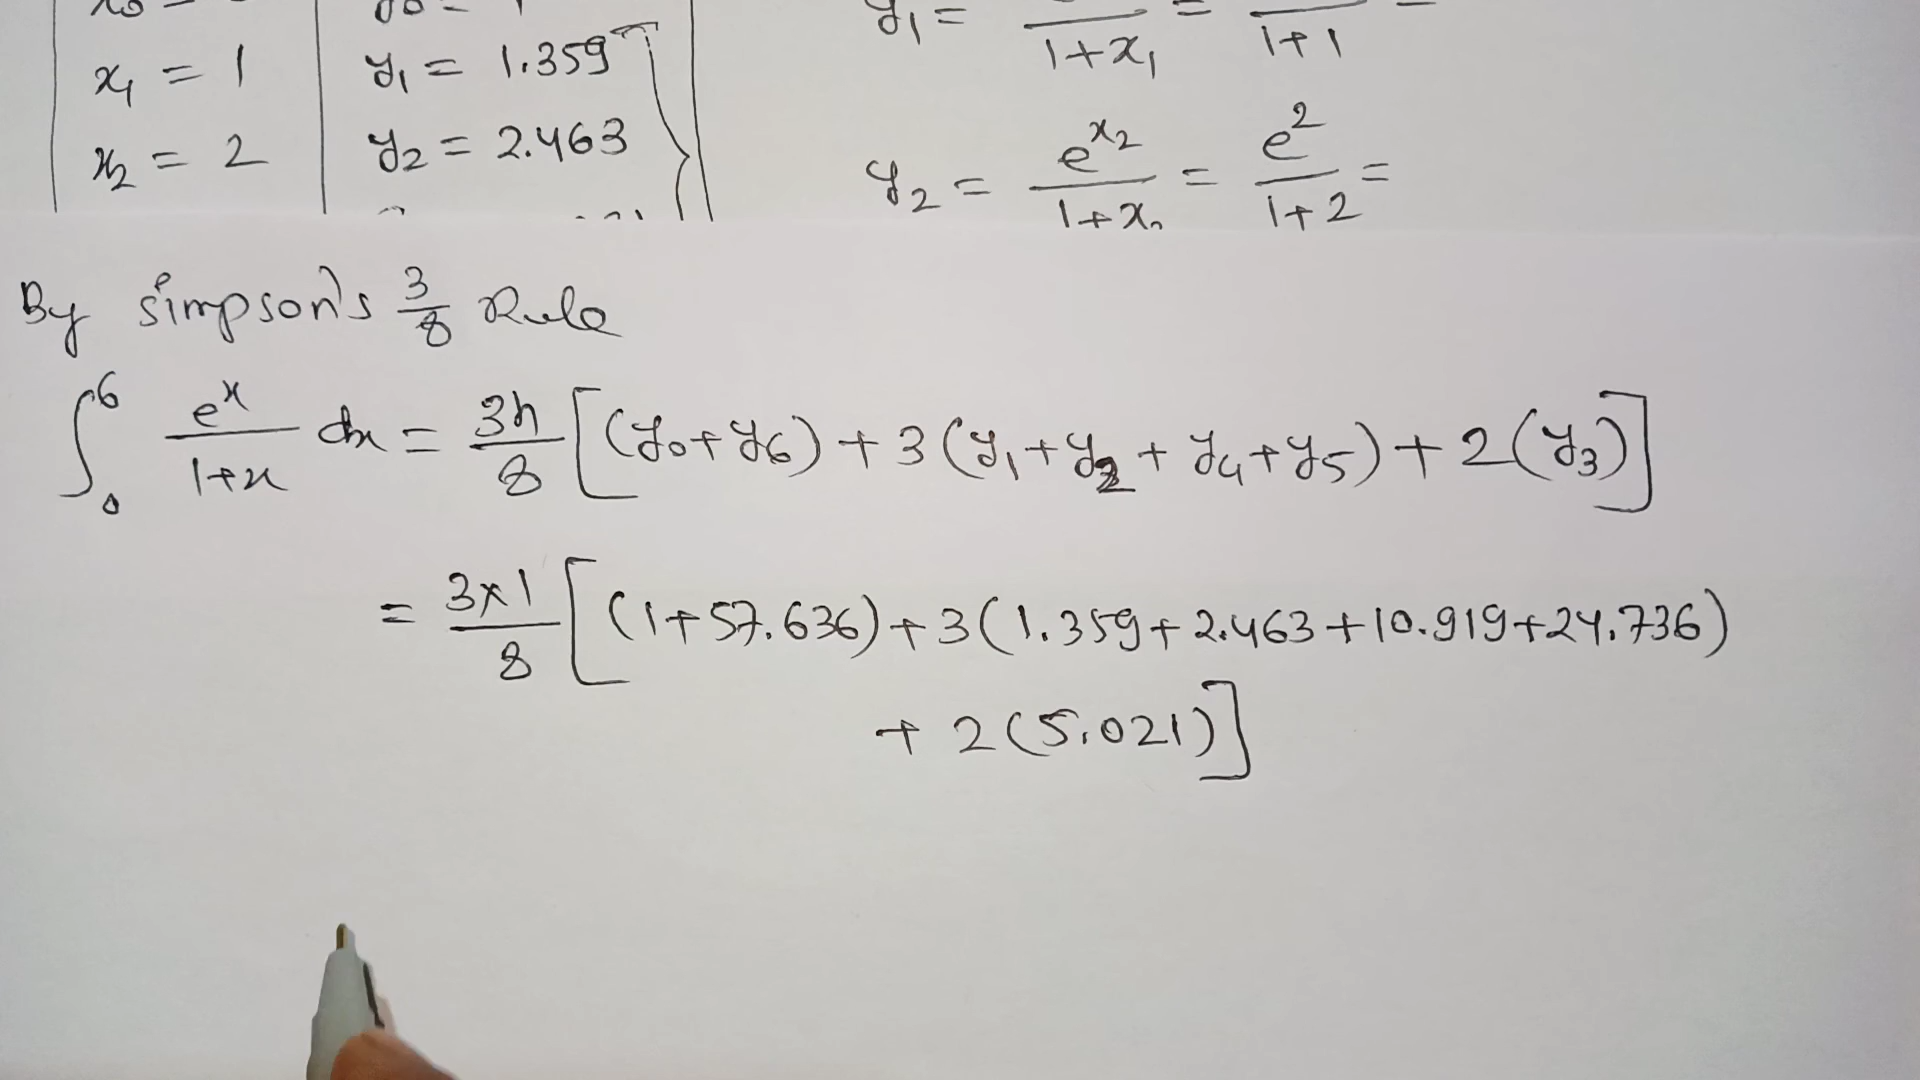 x₁ = 1 | y₁ = 1.359
x₂ = 2 | y₂ = 2.463
y₁ = /1+x₁ = /1+1 =
y₂ = e^x₂/1+x₂ = e²/1+2 =
By simpson's 3/8 Rule
∫₀⁶ e^x/1+x dx = 3h/8 [(y₀+y₆) + 3(y₁+y₂+y₄+y₅) + 2(y₃)]
= 3×1/8 [(1+57.636)+3(1.359+2.463+10.919+24.736)
+ 2(5.021)]